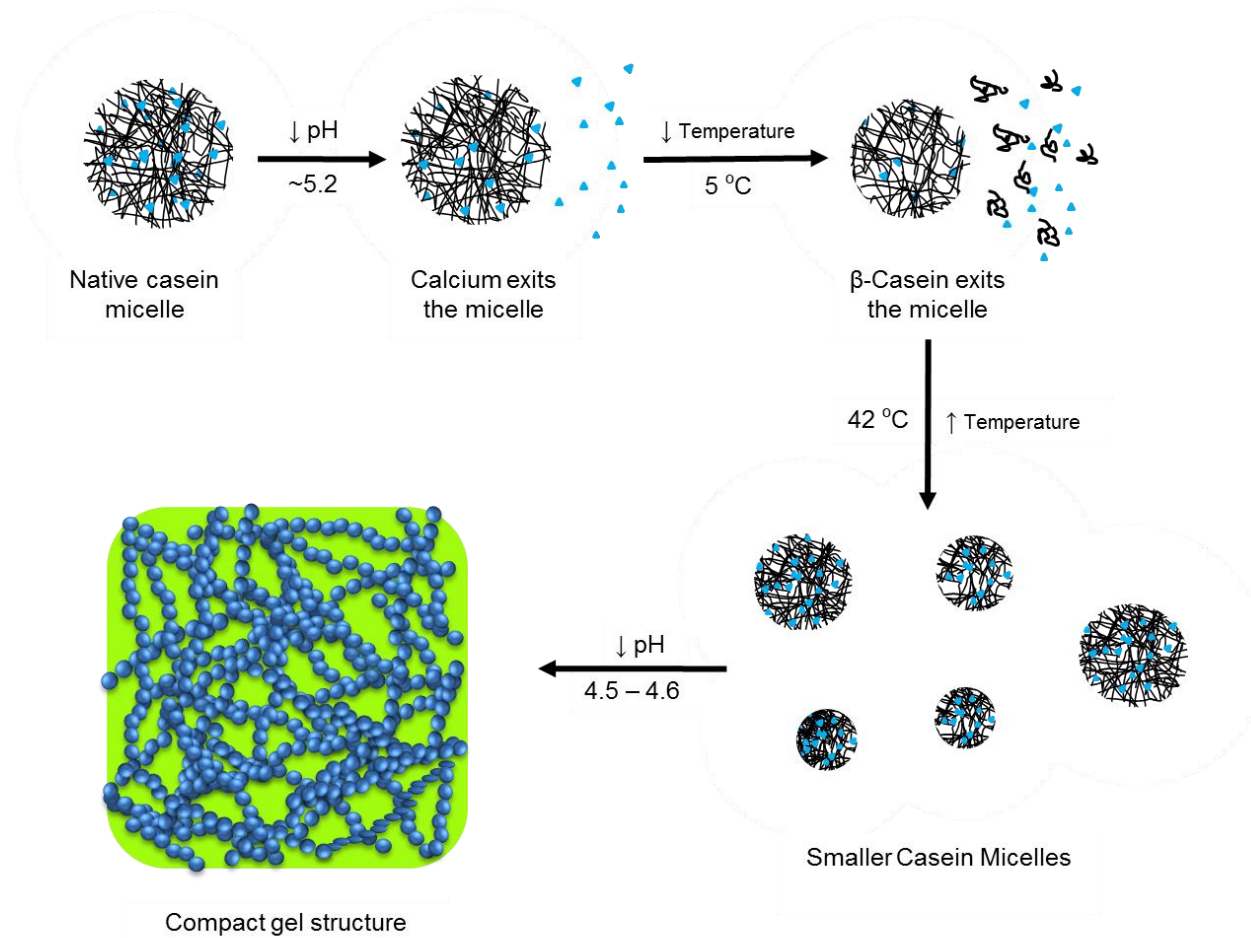 ↓ pH
~5.2
↓ Temperature
5 °C
Native casein
micelle
Calcium exits
the micelle
β-Casein exits
the micelle
42 °C
↑ Temperature
↓ pH
4.5 – 4.6
Smaller Casein Micelles
Compact gel structure